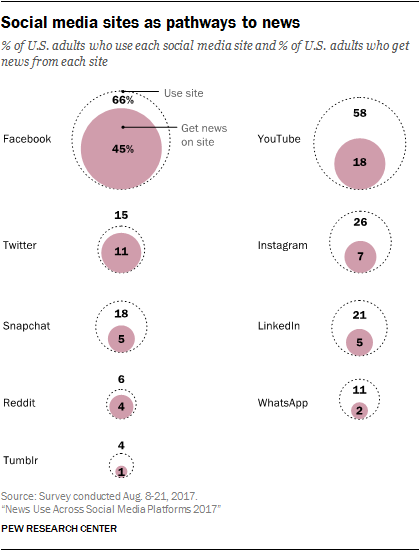 Social media sites as pathways to news
% of U.S. adults who use each social media site and % of U.S. adults who get
news from each site
Use site
66%
Get news
on site
Facebook
45%
58
YouTube
18
15
Twitter
11
26
Instagram
7
18
Snapchat
5
21
LinkedIn
5
6
Reddit
4
11
WhatsApp
2
4
Tumblr
1
Source: Survey conducted Aug. 8-21, 2017.
“News Use Across Social Media Platforms 2017”
PEW RESEARCH CENTER